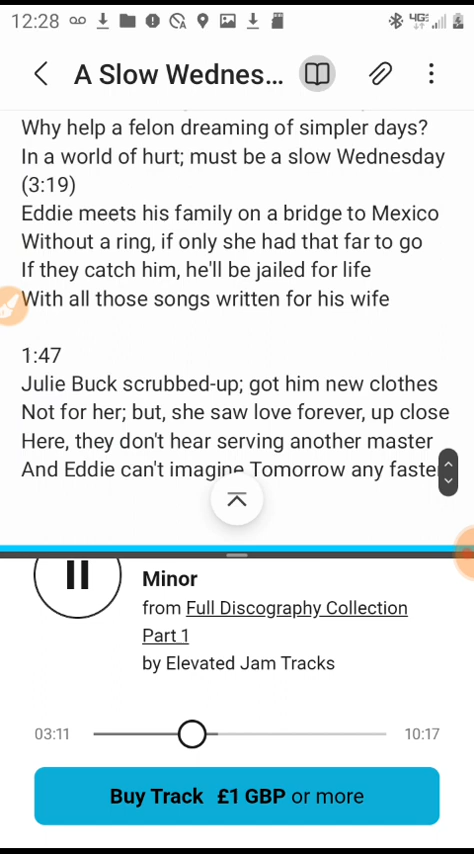 12:28
4G
A Slow Wednes...
Why help a felon dreaming of simpler days?
In a world of hurt; must be a slow Wednesday
(3:19)
Eddie meets his family on a bridge to Mexico
Without a ring, if only she had that far to go
If they catch him, he'll be jailed for life
With all those songs written for his wife
1:47
Julie Buck scrubbed-up; got him new clothes
Not for her; but, she saw love forever, up close
Here, they don't hear serving another master
And Eddie can't imagine Tomorrow any faste
Minor
from Full Discography Collection
Part 1
by Elevated Jam Tracks
03:11
10:17
Buy Track £1 GBP or more